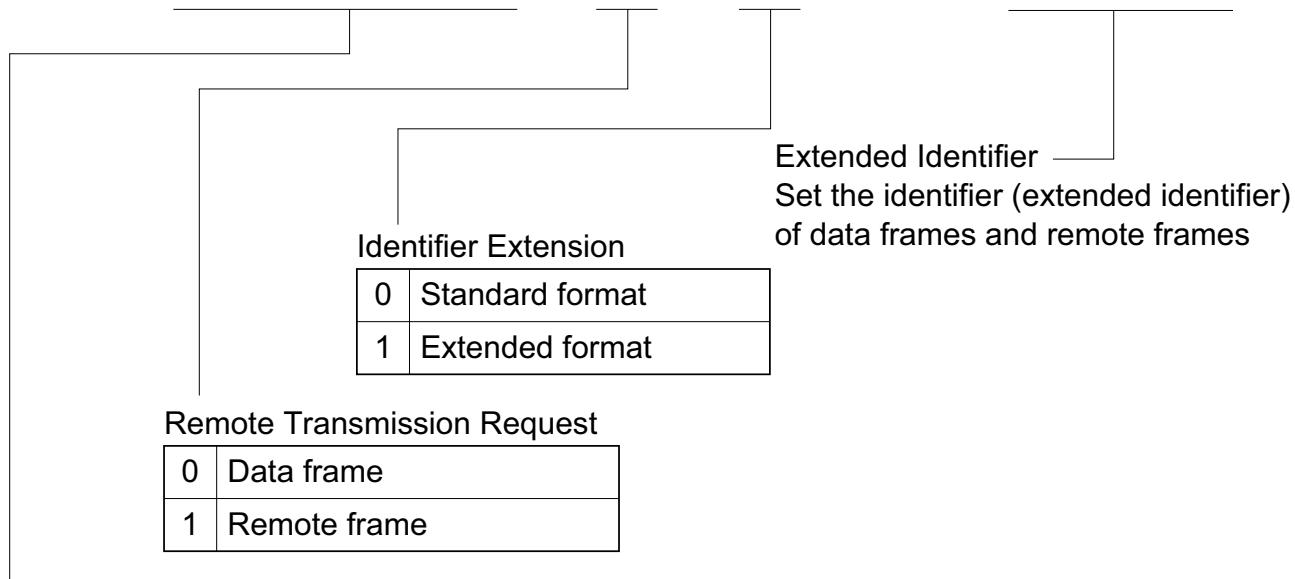 Extended Identifier
Set the identifier (extended identifier)
of data frames and remote frames
Identifier Extension
0 Standard format
1 Extended format
Remote Transmission Request
0 Data frame
1 Remote frame